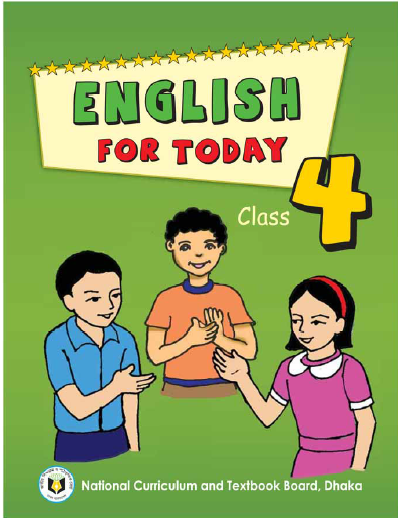 ENGLISH
FOR TODAY
Class 4
National Curriculum and Textbook Board, Dhaka